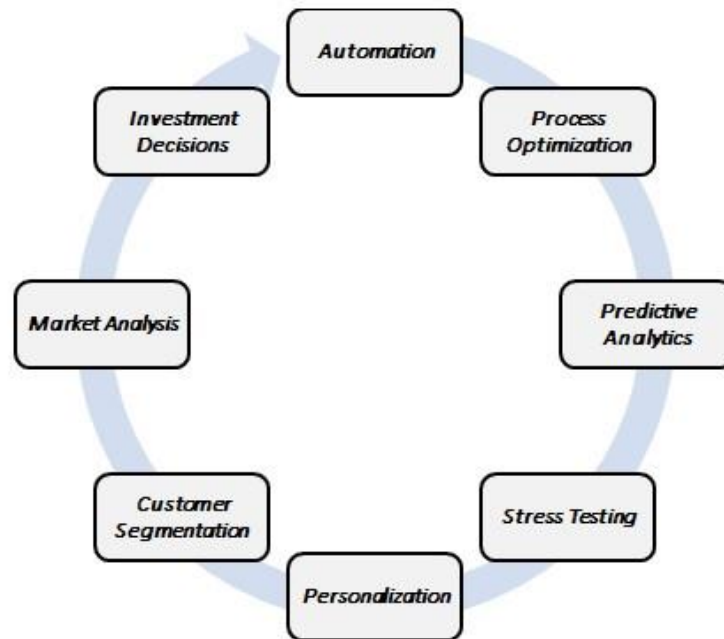 Automation
Process
Optimization
Predictive
Analytics
Stress Testing
Personalization
Customer
Segmentation
Market Analysis
Investment
Decisions